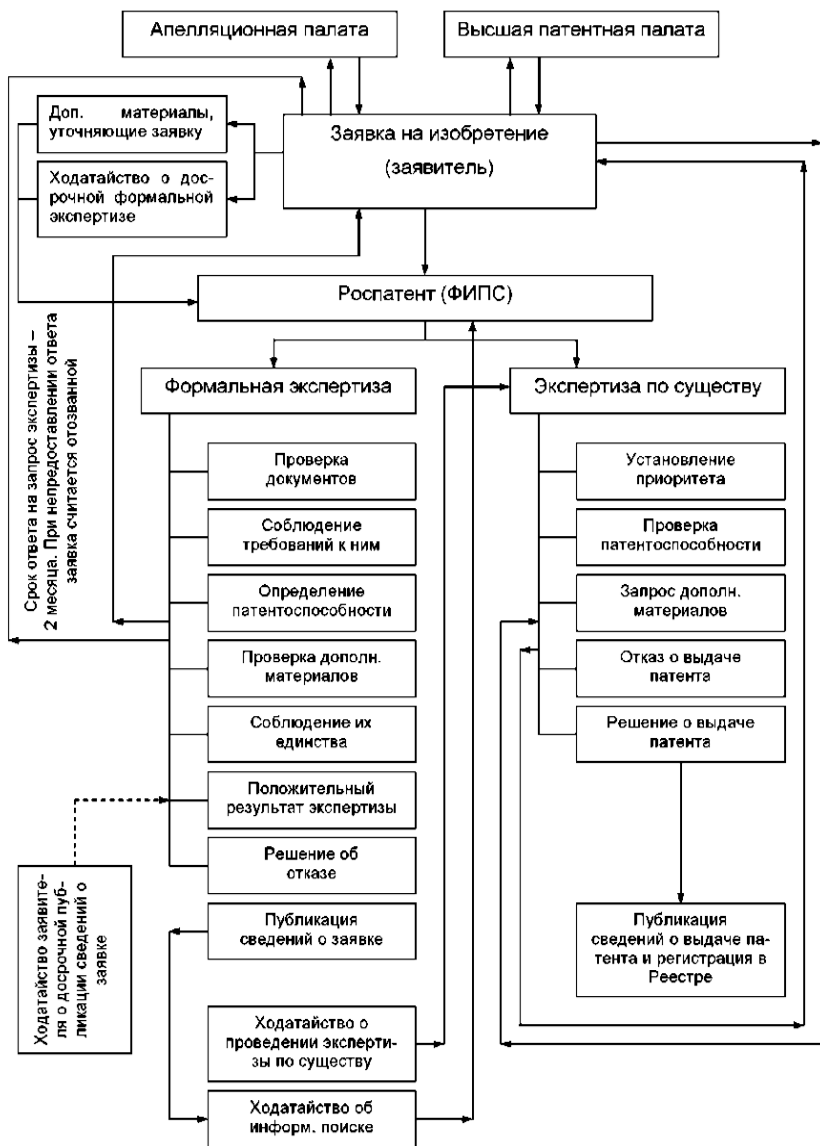 Апелляционная палата
Высшая патентная палата
Доп. материалы,
уточняющие заявку
Заявка на изобретение
(заявитель)
Ходатайство о дос-
рочной формальной
экспертизе
Роспатент (ФИПС)
Срок ответа на запрос экспертизы –
2 месяца. При непредоставлении ответа
заявка считается отозванной
Формальная экспертиза
Проверка
документов
Соблюдение
требований к ним
Определение
патентоспособности
Проверка дополн.
материалов
Соблюдение их
единства
Положительный
результат экспертизы
Решение об
отказе
Публикация
сведений о заявке
Ходатайство о
проведении эксперти-
зы по существу
Ходатайство об
информ. поиске
Ходатайство заявите-
ля о досрочной пуб-
ликации сведений о
заявке
Экспертиза по существу
Установление
приоритета
Проверка
патентоспособности
Запрос дополн.
материалов
Отказ о выдаче
патента
Решение о выдаче
патента
Публикация
сведений о выдаче па-
тента и регистрация в
Реестре